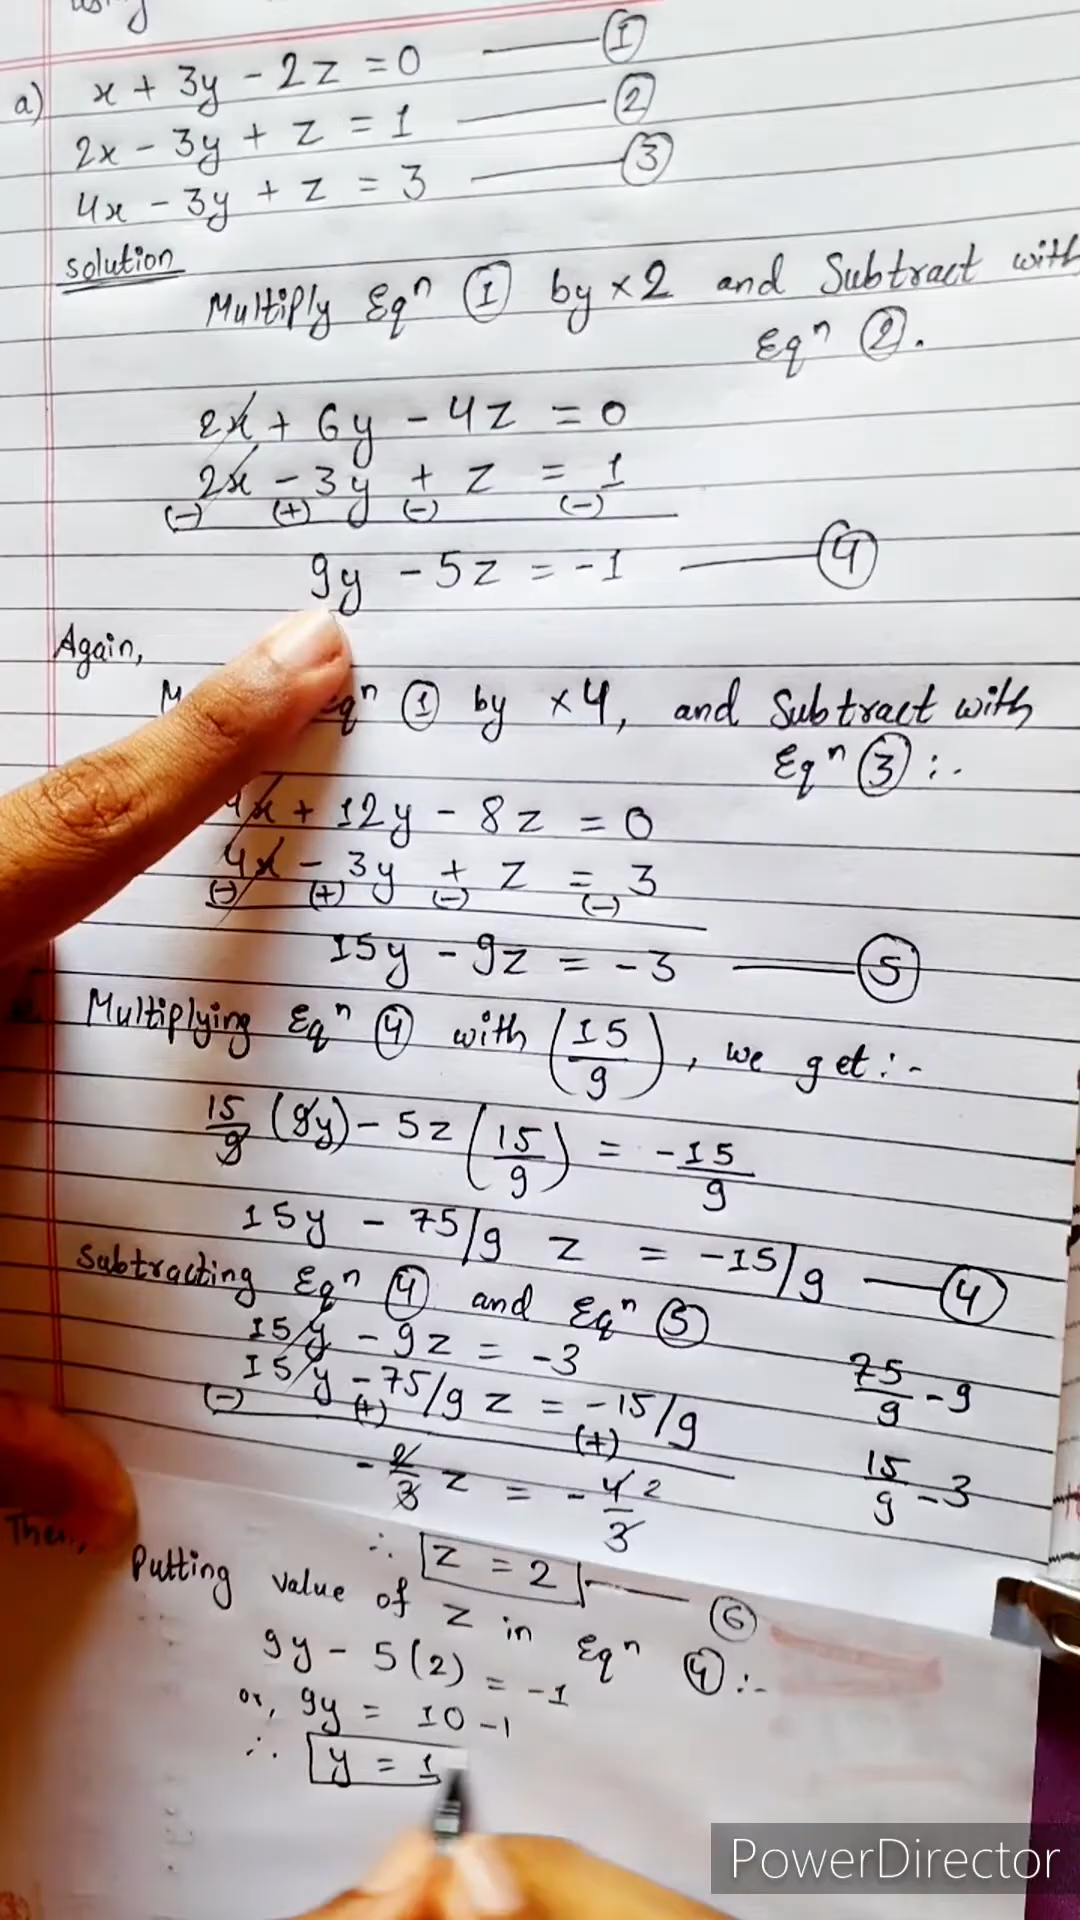 a) x + 3y - 2z = 0 —— ①
2x - 3y + z = 1 —— ②
4x - 3y + z = 3 —— ③
solution
Multiply Eqⁿ ① by ×2 and Subtract with
Eqⁿ ②.
2x + 6y - 4z = 0
2x - 3y + z = 1
(-) (+) (-) (-)
9y - 5z = -1 —— ④
Again,
Eqⁿ ① by ×4, and Subtract with
Eqⁿ ③ :-
4x + 12y - 8z = 0
4x - 3y + z = 3
(-) (+) (-) (-)
15y - 9z = -3 —— ⑤
Multiplying Eqⁿ ④ with (15/9), we get :-
15/9 (9y) - 5z (15/9) = -15/9
15y - 75/9 z = -15/9 —— ④
Subtracting Eqⁿ ④ and Eqⁿ ⑤
15y - 9z = -3
15y - 75/9 z = -15/9
(-) (+) (+)
75/9 - 9
15/9 - 3
-2/3 z = -4/3 2
∴ z = 2 —— ⑥
Then, Putting value of z in Eqⁿ ④ :-
9y - 5(2) = -1
or, 9y = 10 - 1
∴ y = 1
PowerDirector